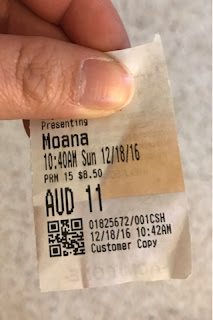 Presenting
Moana
10:40AM Sun 12/18/16
PRM 15 $8.50
AUD 11
01825672/001CSH
12/18/16 10:42AM
Customer Copy